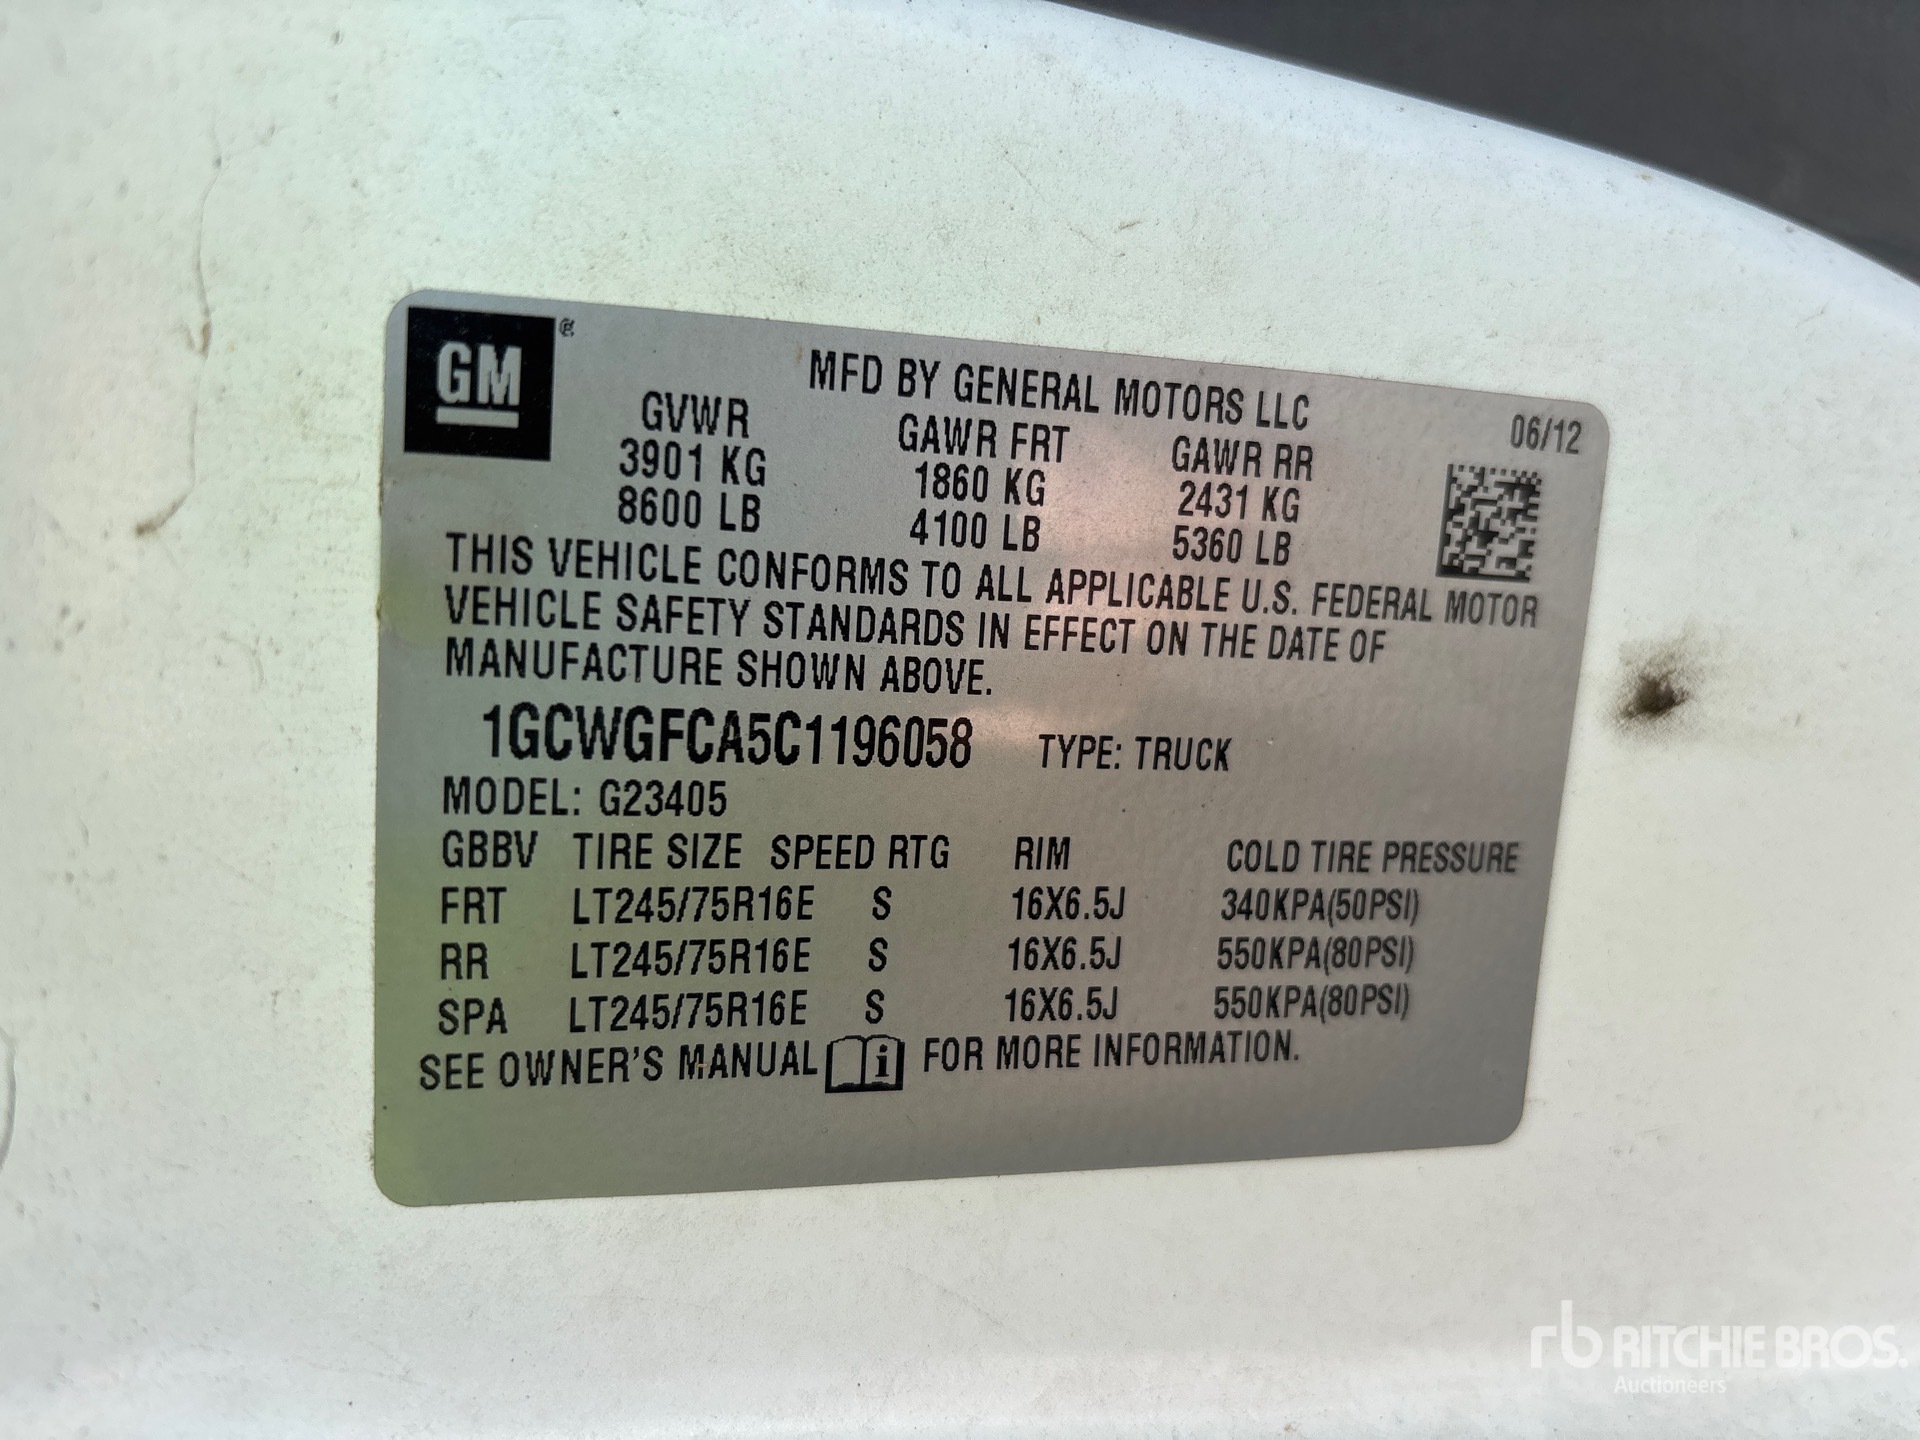 GM ®
MFD BY GENERAL MOTORS LLC
06/12
GVWR GAWR FRT GAWR RR
3901 KG 1860 KG 2431 KG
8600 LB 4100 LB 5360 LB
THIS VEHICLE CONFORMS TO ALL APPLICABLE U.S. FEDERAL MOTOR
VEHICLE SAFETY STANDARDS IN EFFECT ON THE DATE OF
MANUFACTURE SHOWN ABOVE.
1GCWGFCA5C1196058 TYPE: TRUCK
MODEL: G23405
GBBV TIRE SIZE SPEED RTG RIM COLD TIRE PRESSURE
FRT LT245/75R16E S 16X6.5J 340KPA(50PSI)
RR LT245/75R16E S 16X6.5J 550KPA(80PSI)
SPA LT245/75R16E S 16X6.5J 550KPA(80PSI)
SEE OWNER'S MANUAL i FOR MORE INFORMATION.
rb RITCHIE BROS.
Auctioneers